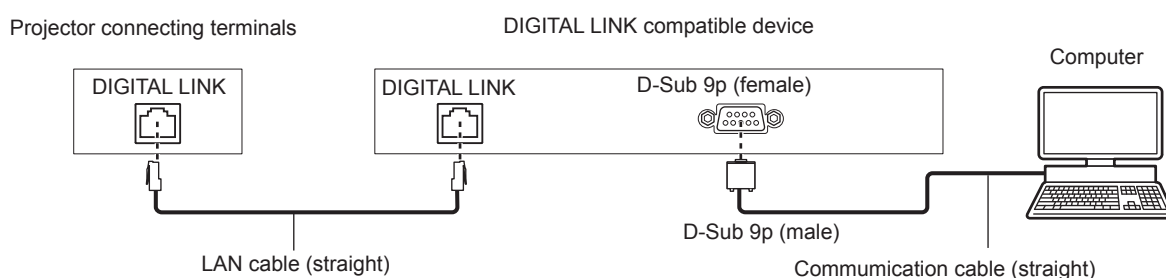 Projector connecting terminals
DIGITAL LINK compatible device
Computer
DIGITAL LINK
DIGITAL LINK
D-Sub 9p (female)
D-Sub 9p (male)
LAN cable (straight)
Commumication cable (straight)